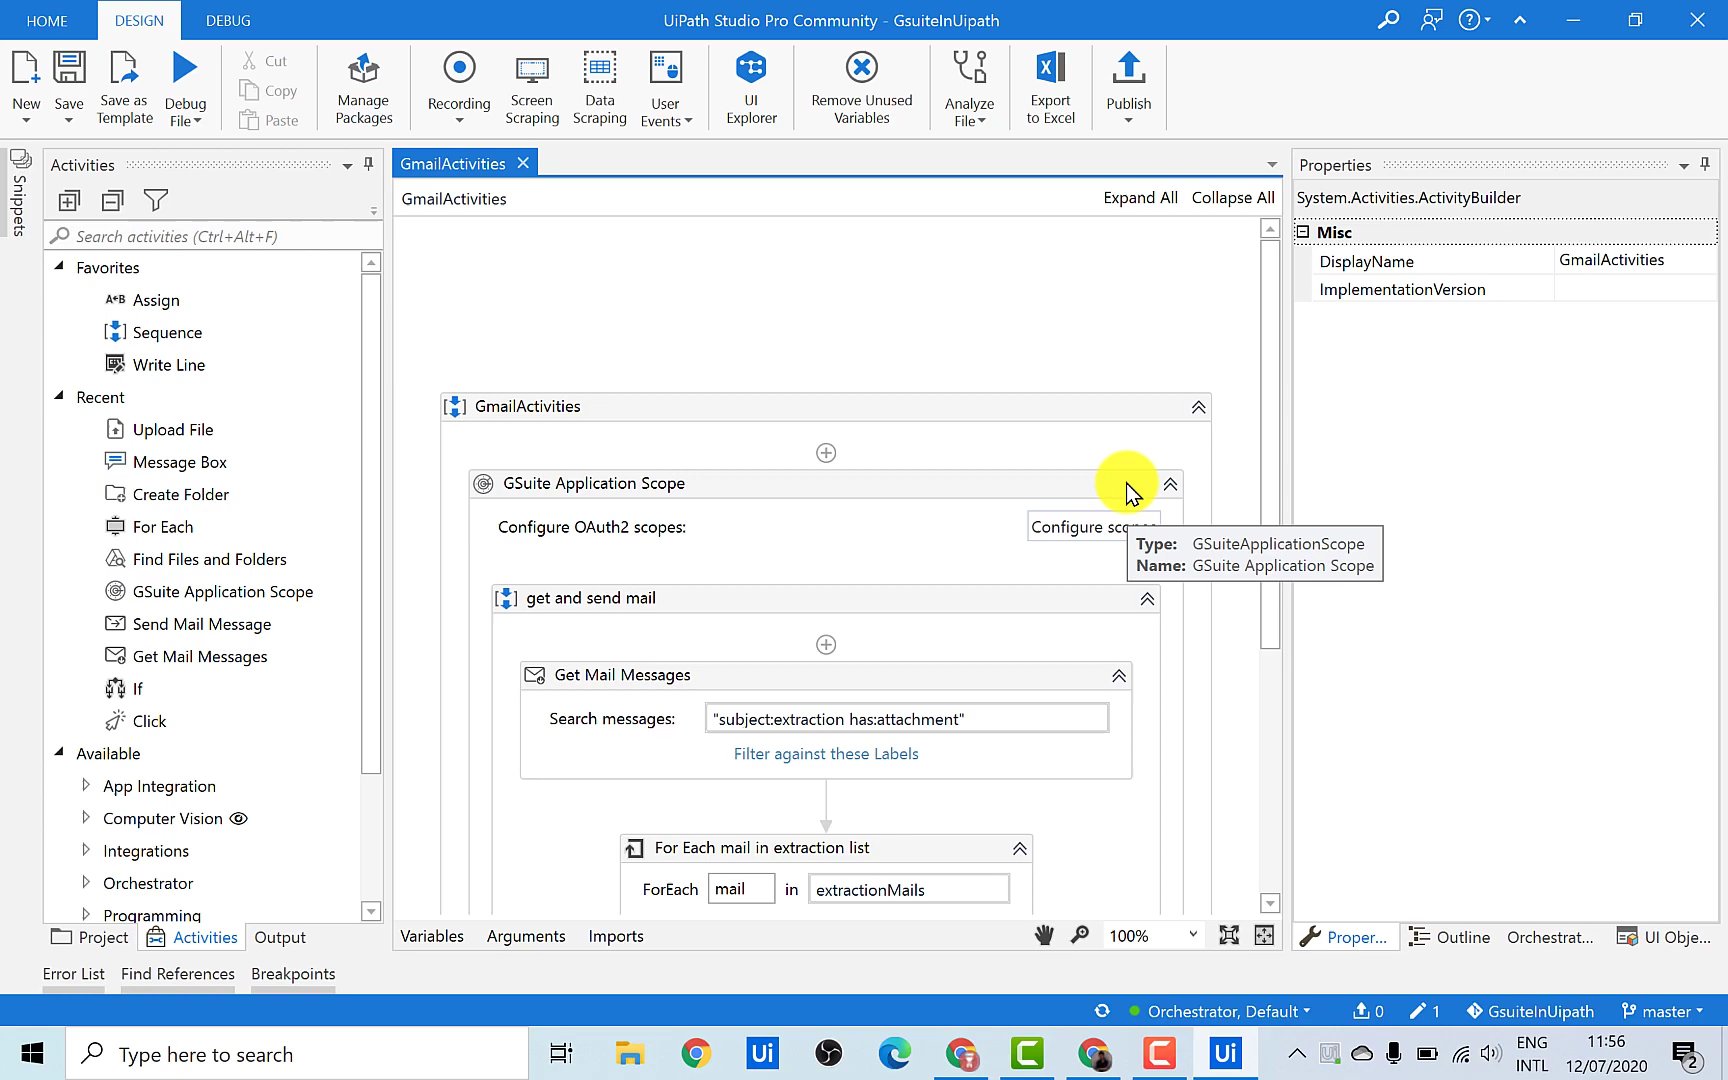 HOME DESIGN DEBUG UiPath Studio Pro Community - GsuiteInUipath
New Save Save as Template Debug File Cut Copy Paste Manage Packages Recording Screen Scraping Data Scraping User Events UI Explorer Remove Unused Variables Analyze File Export to Excel Publish
Snippets
Activities
Search activities (Ctrl+Alt+F)
Favorites
Assign
Sequence
Write Line
Recent
Upload File
Message Box
Create Folder
For Each
Find Files and Folders
GSuite Application Scope
Send Mail Message
Get Mail Messages
If
Click
Available
App Integration
Computer Vision
Integrations
Orchestrator
Programming
Project Activities Output
GmailActivities
GmailActivities Expand All Collapse All
GmailActivities
GSuite Application Scope
Configure OAuth2 scopes: Configure scopes
Type: GSuiteApplicationScope
Name: GSuite Application Scope
get and send mail
Get Mail Messages
Search messages: "subject:extraction has:attachment"
Filter against these Labels
For Each mail in extraction list
ForEach mail in extractionMails
Variables Arguments Imports 100%
Properties
System.Activities.ActivityBuilder
Misc
DisplayName GmailActivities
ImplementationVersion
Proper... Outline Orchestrat... UI Obje...
Error List Find References Breakpoints
Orchestrator, Default 0 1 GsuiteInUipath master
Type here to search
ENG
INTL
11:56
12/07/2020
2